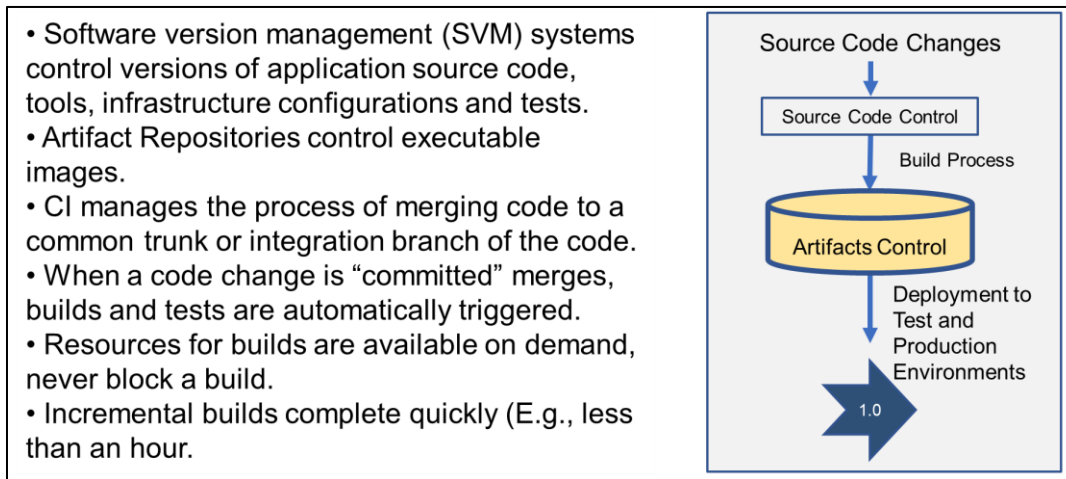 • Software version management (SVM) systems
control versions of application source code,
tools, infrastructure configurations and tests.
• Artifact Repositories control executable
images.
• CI manages the process of merging code to a
common trunk or integration branch of the code.
• When a code change is “committed” merges,
builds and tests are automatically triggered.
• Resources for builds are available on demand,
never block a build.
• Incremental builds complete quickly (E.g., less
than an hour.
Source Code Changes
Source Code Control
Build Process
Artifacts Control
Deployment to
Test and
Production
Environments
1.0